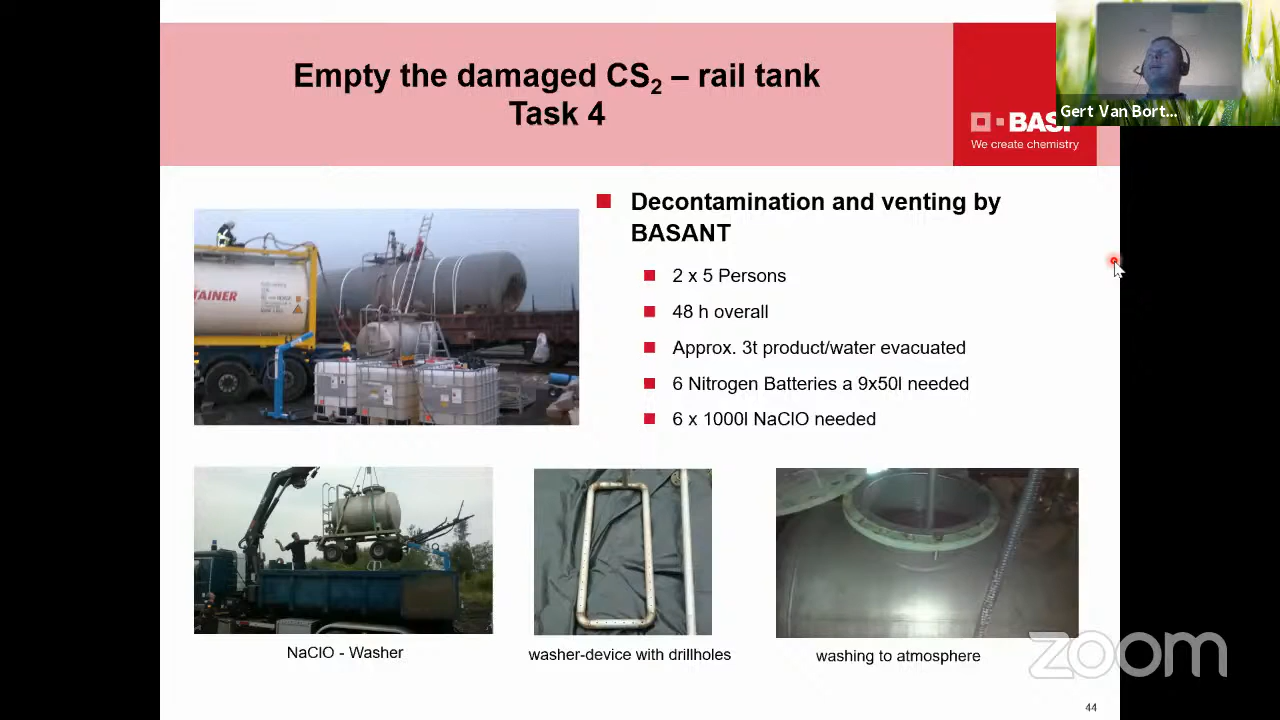 Empty the damaged CS₂ – rail tank
Task 4
BASF
We create chemistry
Gert Van Bort...
Decontamination and venting by
BASANT
2 x 5 Persons
48 h overall
Approx. 3t product/water evacuated
6 Nitrogen Batteries a 9x50l needed
6 x 1000l NaClO needed
TAINER
NaClO - Washer
washer-device with drillholes
washing to atmosphere
zoom
44